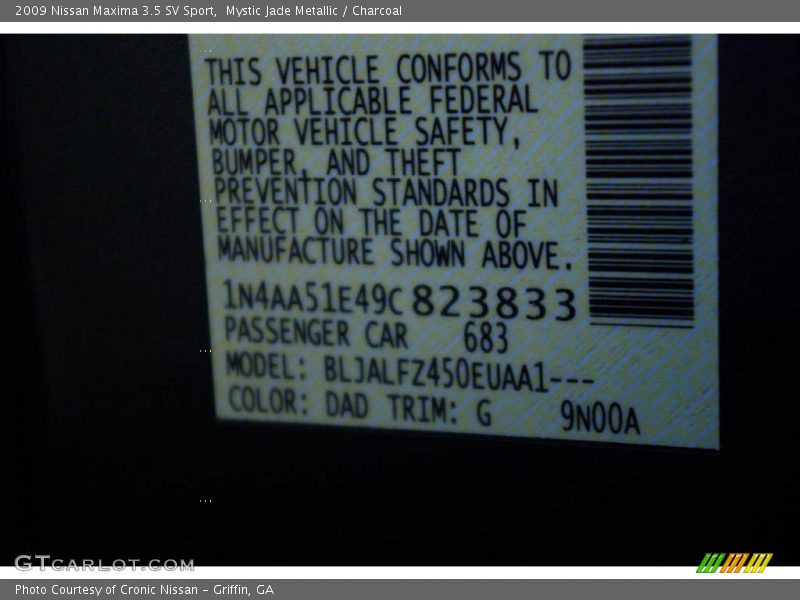 2009 Nissan Maxima 3.5 SV Sport,  Mystic Jade Metallic / Charcoal
THIS VEHICLE CONFORMS TO
ALL APPLICABLE FEDERAL
MOTOR VEHICLE SAFETY,
BUMPER, AND THEFT
PREVENTION STANDARDS IN
EFFECT ON THE DATE OF
MANUFACTURE SHOWN ABOVE.
1N4AA51E49C823833
PASSENGER CAR 683
MODEL: BLJALFZ450EUAA1---
COLOR: DAD TRIM: G 9N00A
GTCARLOT.COM
Photo Courtesy of Cronic Nissan - Griffin, GA